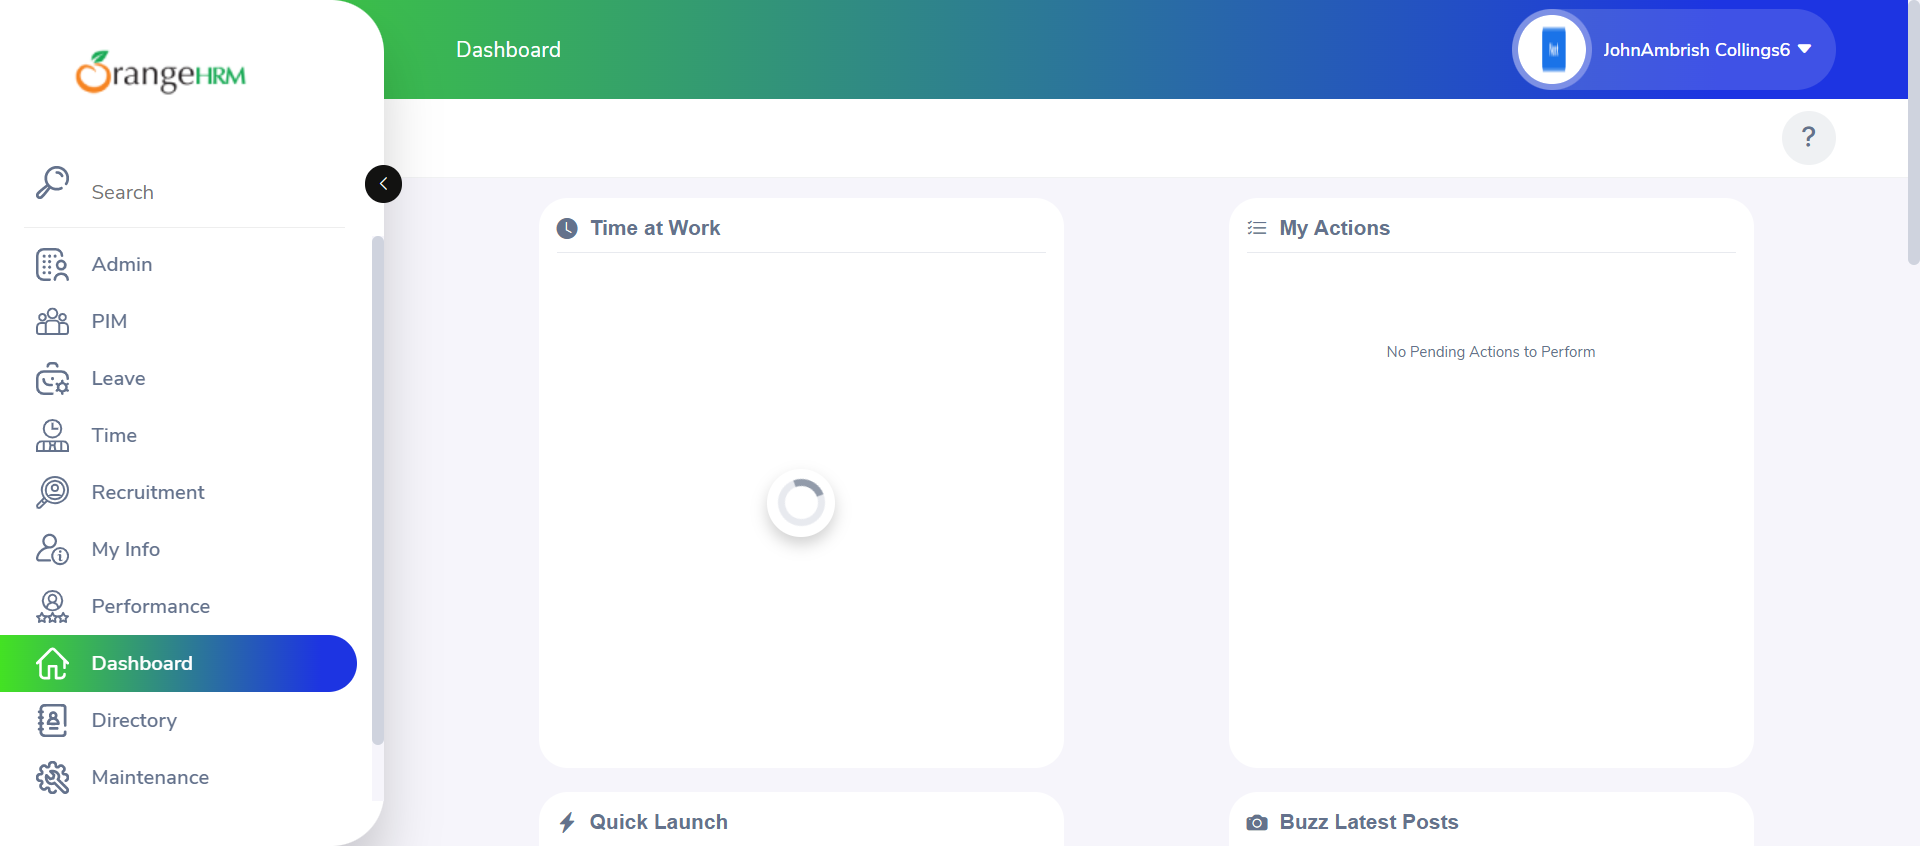 OrangeHRM
Dashboard
JohnAmbrish Collings6
?
Search
Admin
PIM
Leave
Time
Recruitment
My Info
Performance
Dashboard
Directory
Maintenance
Time at Work
My Actions
No Pending Actions to Perform
Quick Launch
Buzz Latest Posts